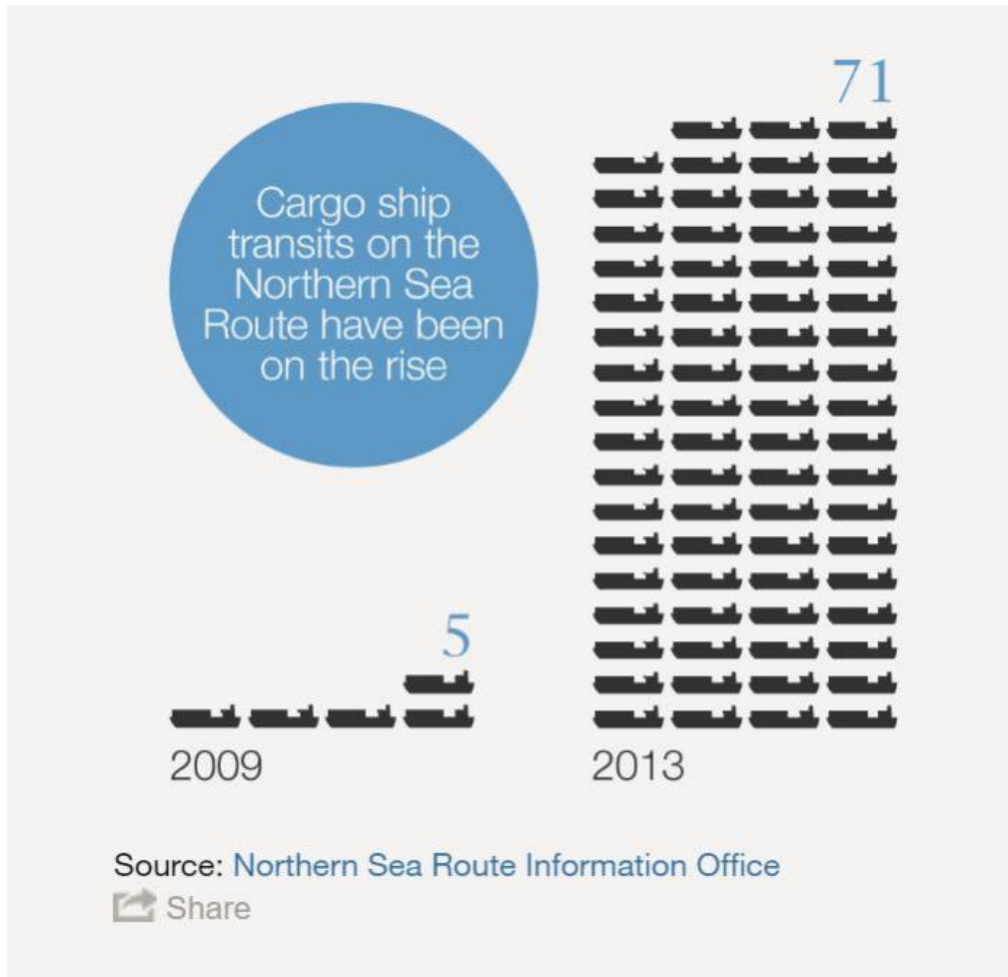 71
Cargo ship
transits on the
Northern Sea
Route have been
on the rise
5
2009
2013
Source: Northern Sea Route Information Office
Share